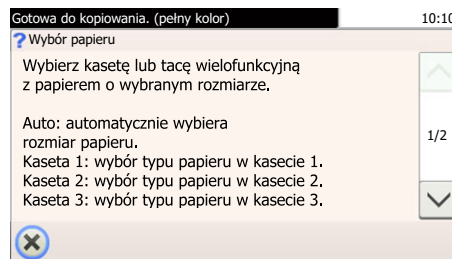 Gotowa do kopiowania. (pełny kolor) 10:10
? Wybór papieru
Wybierz kasetę lub tacę wielofunkcyjną
z papierem o wybranym rozmiarze.
Auto: automatycznie wybiera
rozmiar papieru.
1/2
Kaseta 1: wybór typu papieru w kasecie 1.
Kaseta 2: wybór typu papieru w kasecie 2.
Kaseta 3: wybór typu papieru w kasecie 3.